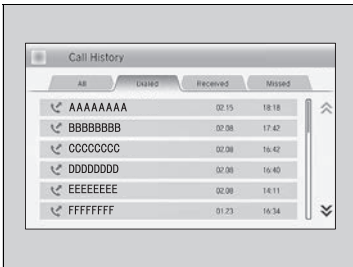 Call History
All Dialed Received Missed
AAAAAAAA 02.15 18:18
BBBBBBBB 02.08 17:42
CCCCCCCC 02.08 16:42
DDDDDDDD 02.08 16:40
EEEEEEEE 02.08 14:11
FFFFFFFF 01.23 16:34